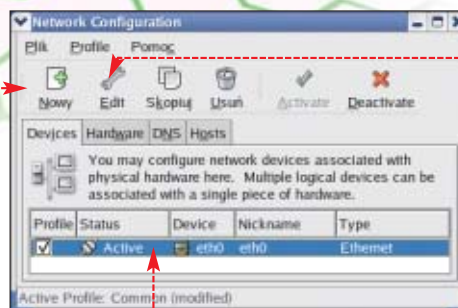 Network Configuration
Plik Profile Pomoc
Nowy Edit Skopiuj Usuń Activate Deactivate
Devices Hardware DNS Hosts
You may configure network devices associated with
physical hardware here. Multiple logical devices can be
associated with a single piece of hardware.
Profile Status Device Nickname Type
Active eth0 eth0 Ethernet
Active Profile: Common (modified)